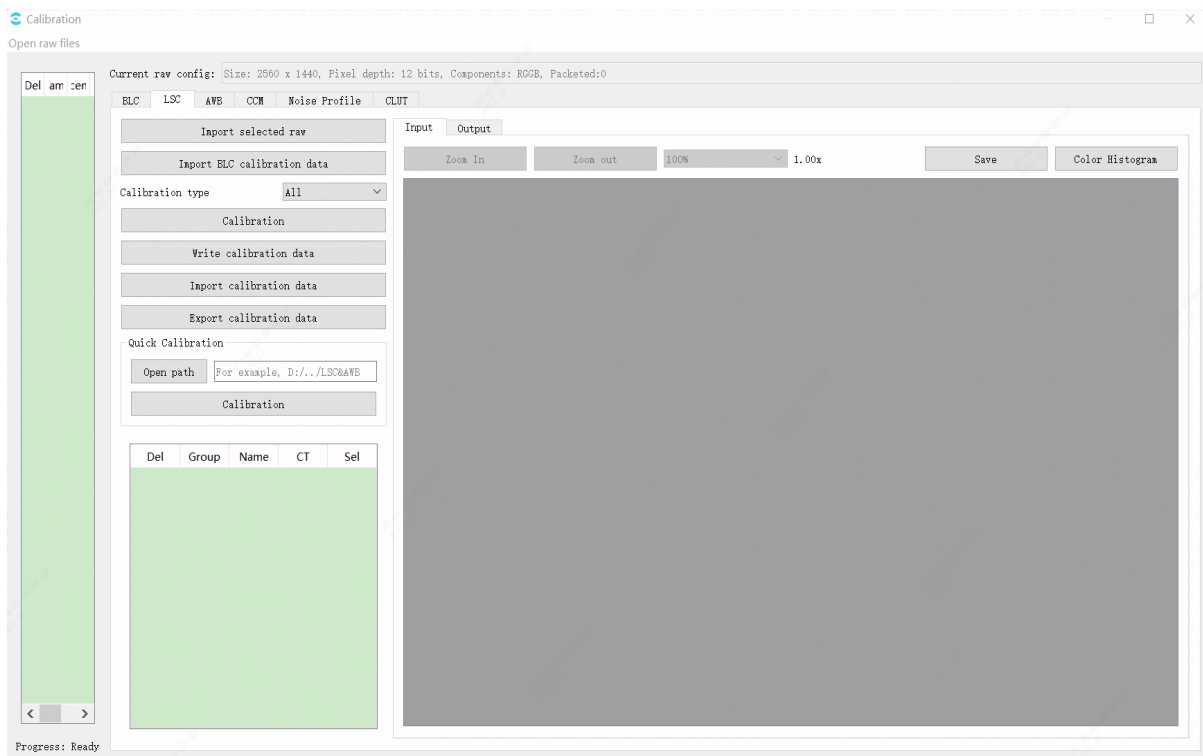 Calibration
Open raw files
Current raw config: Size: 2560 x 1440, Pixel depth: 12 bits, Components: RGGB, Packeted:0
Del am cen
BLC LSC AWB CCM Noise Profile CLUT
Import selected raw
Import BLC calibration data
Calibration type All
Calibration
Write calibration data
Import calibration data
Export calibration data
Quick Calibration
Open path For example, D:/../LSC&AWB
Calibration
Del Group Name CT Sel
Input Output
Zoom In Zoom out 100% 1.00x Save Color Histogram
Progress: Ready